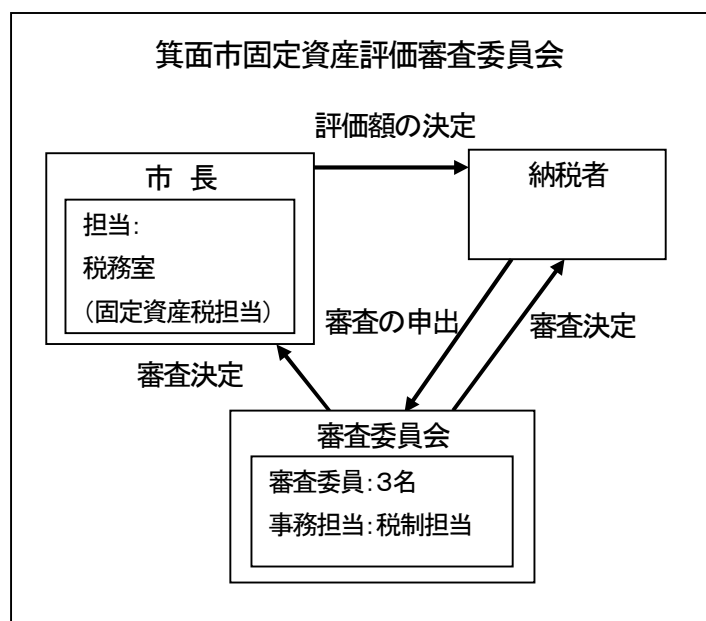 箕面市固定資産評価審査委員会
評価額の決定
市 長
担当:
税務室
(固定資産税担当)
納税者
審査の申出
審査決定
審査決定
審査委員会
審査委員:3名
事務担当:税制担当